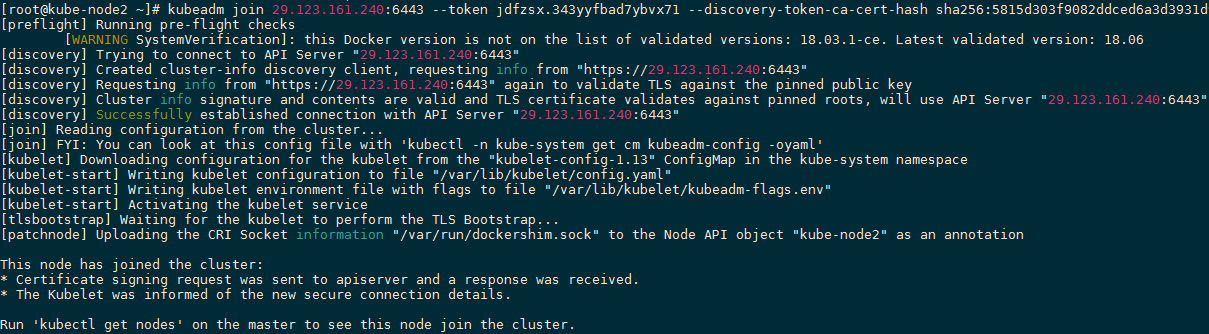 [root@kube-node2 ~]# kubeadm join 29.123.161.240:6443 --token jdfzsx.343yyfbad7ybvx71 --discovery-token-ca-cert-hash sha256:5815d303f9082ddced6a3d3931d
[preflight] Running pre-flight checks
[WARNING SystemVerification]: this Docker version is not on the list of validated versions: 18.03.1-ce. Latest validated version: 18.06
[discovery] Trying to connect to API Server "29.123.161.240:6443"
[discovery] Created cluster-info discovery client, requesting info from "https://29.123.161.240:6443"
[discovery] Requesting info from "https://29.123.161.240:6443" again to validate TLS against the pinned public key
[discovery] Cluster info signature and contents are valid and TLS certificate validates against pinned roots, will use API Server "29.123.161.240:6443"
[discovery] Successfully established connection with API Server "29.123.161.240:6443"
[join] Reading configuration from the cluster...
[join] FYI: You can look at this config file with 'kubectl -n kube-system get cm kubeadm-config -oyaml'
[kubelet] Downloading configuration for the kubelet from the "kubelet-config-1.13" ConfigMap in the kube-system namespace
[kubelet-start] Writing kubelet configuration to file "/var/lib/kubelet/config.yaml"
[kubelet-start] Writing kubelet environment file with flags to file "/var/lib/kubelet/kubeadm-flags.env"
[kubelet-start] Activating the kubelet service
[tlsbootstrap] Waiting for the kubelet to perform the TLS Bootstrap...
[patchnode] Uploading the CRI Socket information "/var/run/dockershim.sock" to the Node API object "kube-node2" as an annotation
This node has joined the cluster:
* Certificate signing request was sent to apiserver and a response was received.
* The Kubelet was informed of the new secure connection details.
Run 'kubectl get nodes' on the master to see this node join the cluster.